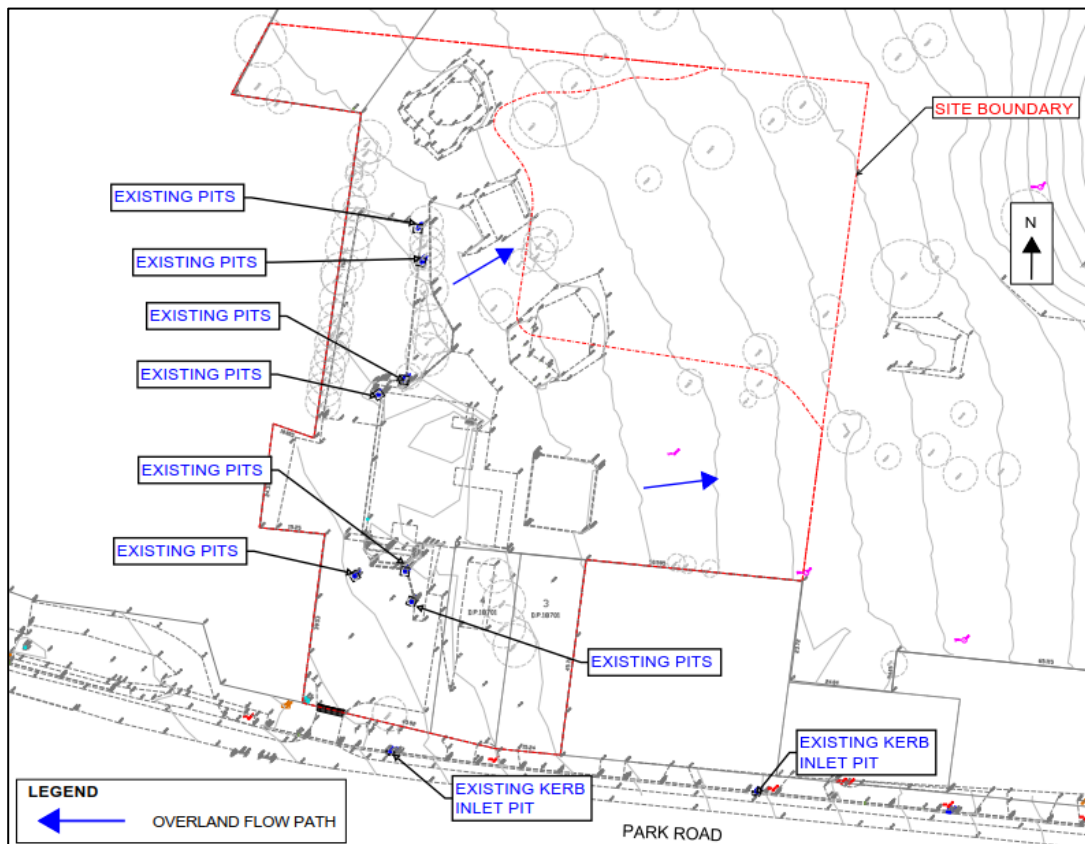 SITE BOUNDARY
EXISTING PITS
N
EXISTING PITS
EXISTING PITS
EXISTING PITS
EXISTING PITS
EXISTING PITS
4
3
EXISTING PITS
EXISTING KERB
INLET PIT
EXISTING KERB
INLET PIT
LEGEND
OVERLAND FLOW PATH
PARK ROAD